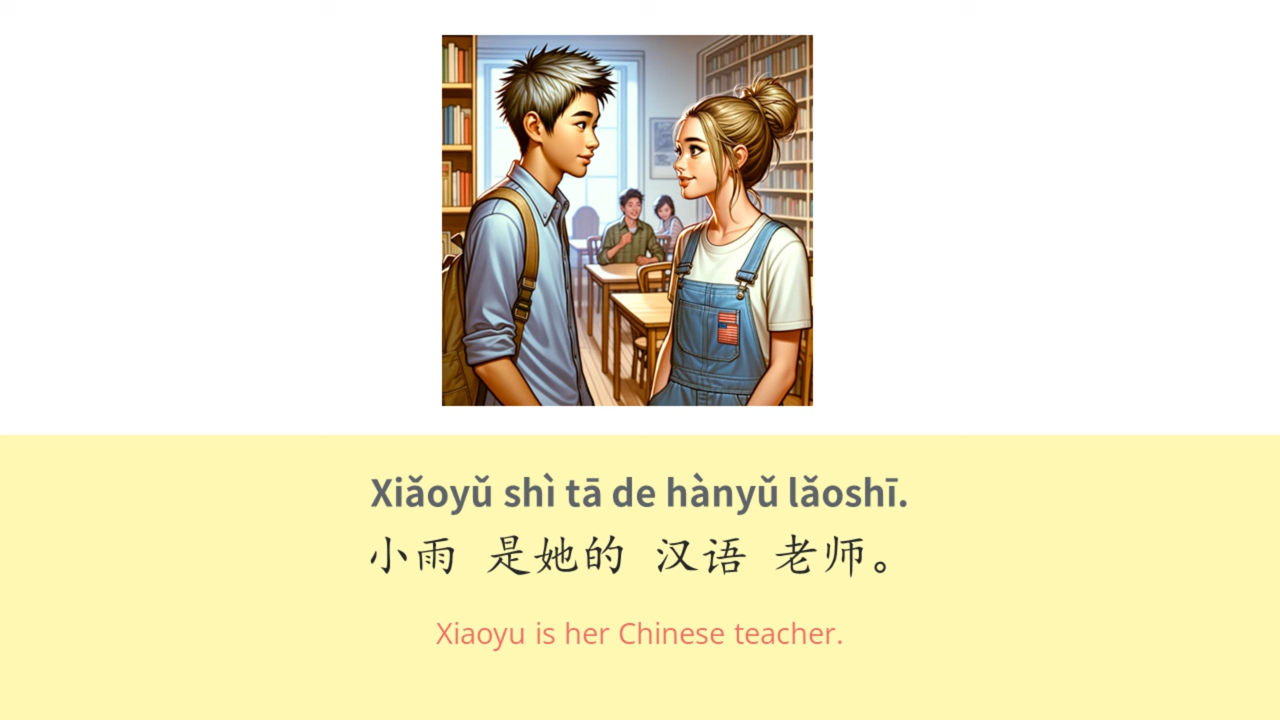 Xiǎoyǔ shì tā de hànyǔ lǎoshī.
小雨 是她的 汉语 老师。
Xiaoyu is her Chinese teacher.